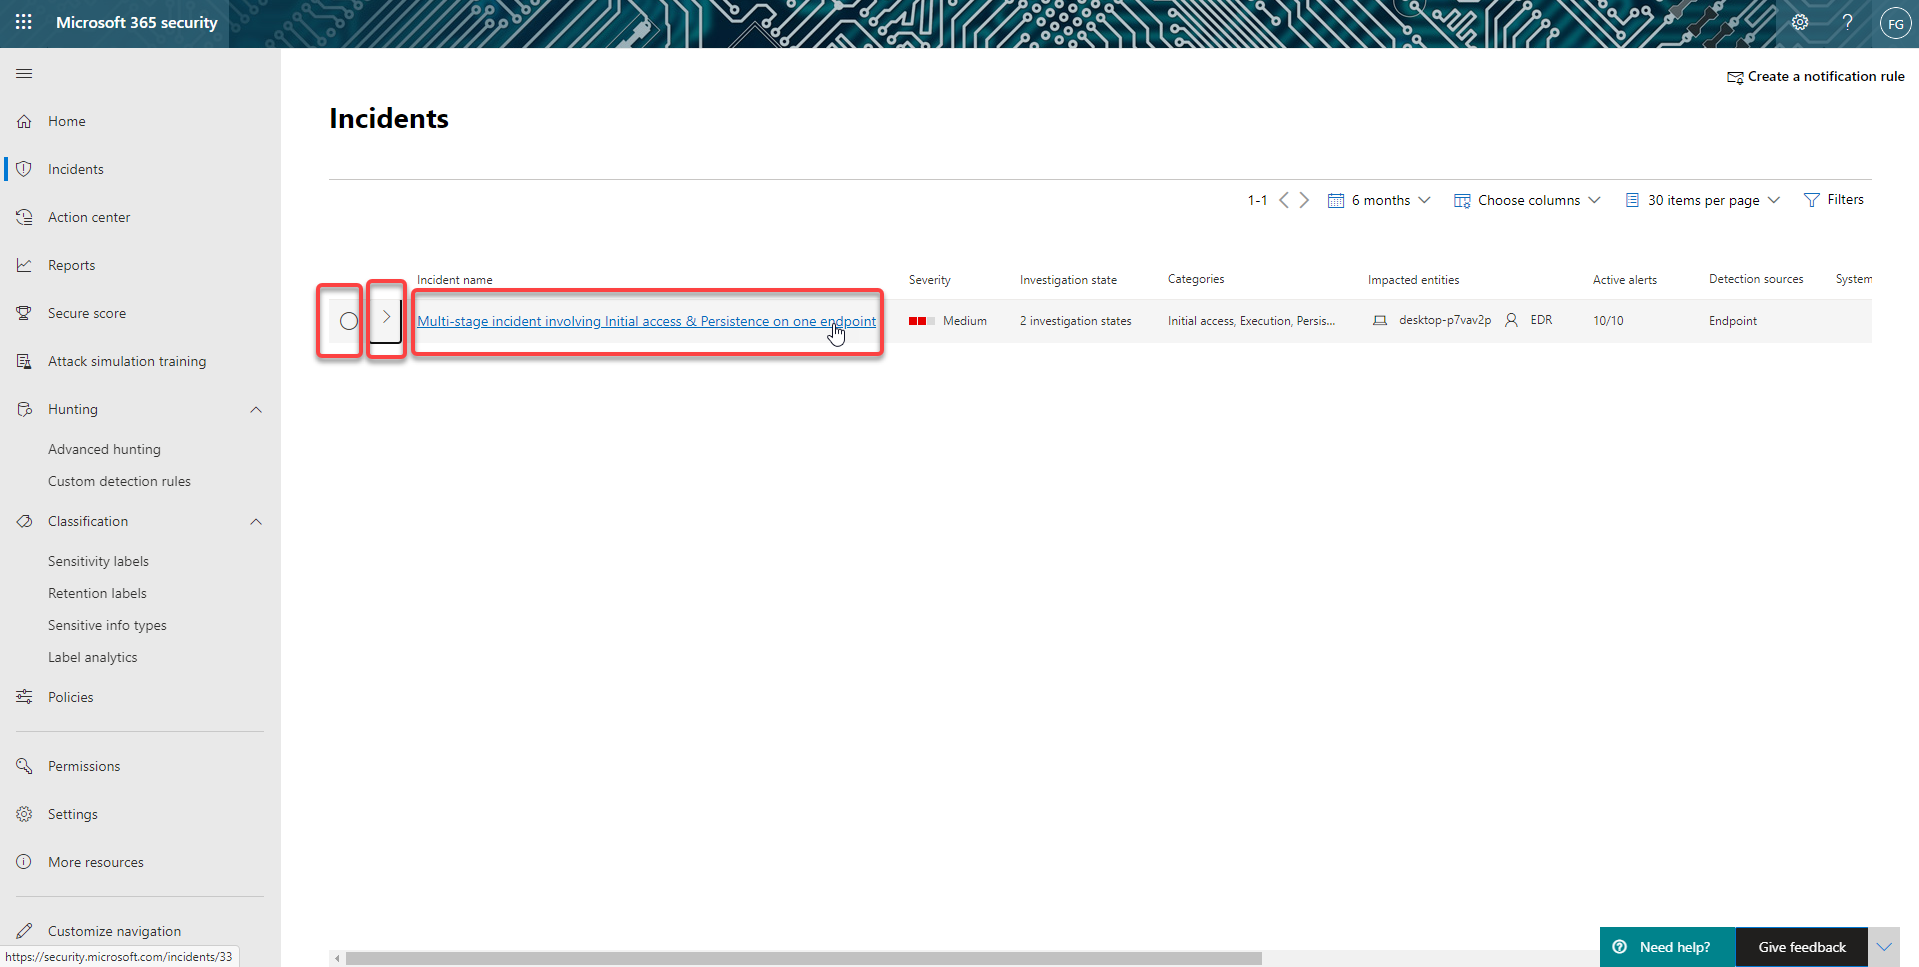 Microsoft 365 security
?
FG
Create a notification rule
Incidents
Home
Incidents
Action center
Reports
Secure score
Attack simulation training
Hunting
Advanced hunting
Custom detection rules
Classification
Sensitivity labels
Retention labels
Sensitive info types
Label analytics
Policies
Permissions
Settings
More resources
Customize navigation
1-1 6 months Choose columns 30 items per page Filters
Incident name Severity Investigation state Categories Impacted entities Active alerts Detection sources System
Multi-stage incident involving Initial access & Persistence on one endpoint Medium 2 investigation states Initial access, Execution, Persis... desktop-p7vav2p EDR 10/10 Endpoint
https://security.microsoft.com/incidents/33
Need help? Give feedback